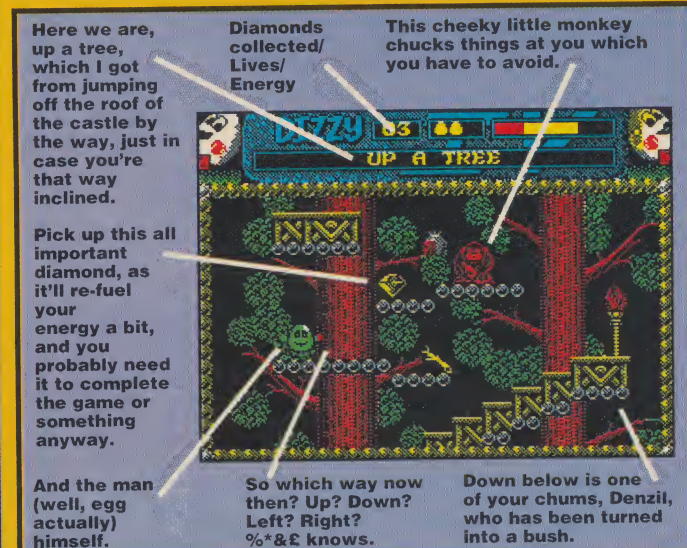 Here we are,
up a tree,
which I got
from jumping
off the roof of
the castle by
the way, just in
case you're
that way
inclined.
Diamonds
collected/
Lives/
Energy
This cheeky little monkey
chucks things at you which
you have to avoid.
DIZZY 03
UP A TREE
Pick up this all
important
diamond, as
it'll re-fuel
your
energy a bit,
and you
probably need
it to complete
the game or
something
anyway.
And the man
(well, egg
actually)
himself.
So which way now
then? Up? Down?
Left? Right?
%*&£ knows.
Down below is one
of your chums, Denzil,
who has been turned
into a bush.